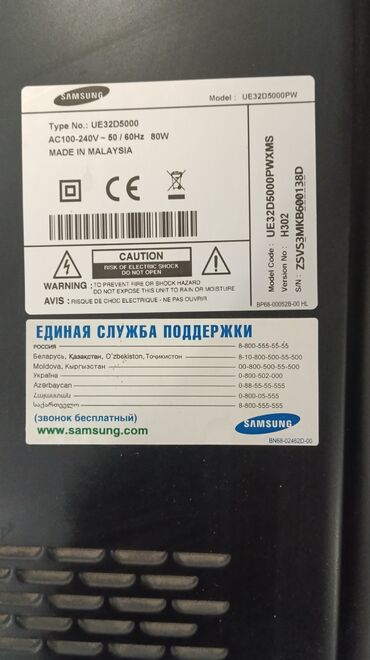 SAMSUNG
Model : UE32D5000PW
Type No.: UE32D5000
AC100-240V~ 50 / 60Hz 80W
MADE IN MALAYSIA
CE
CAUTION
RISK OF ELECTRIC SHOCK
DO NOT OPEN
WARNING : TO PREVENT FIRE OR SHOCK HAZARD
DO NOT EXPOSE THIS UNIT TO RAIN OR MOISTURE
AVIS : RISQUE DE CHOC ELECTRIQUE - NE PAS OUVRIR
Model Code : UE32D5000PWXMS
Version No : H302
S/N : Z5VS3MKB600138D
BP68-00052B-00 HL
ЕДИНАЯ СЛУЖБА ПОДДЕРЖКИ
РОССИЯ 8-800-555-55-55
Беларусь, Қазақстан, O'zbekiston, Тоҷикистон 8-10-800-500-55-500
Moldova, Кыргызстан 00-800-500-55-500
Україна 0-800-502-000
Azərbaycan 0-88-55-55-555
Հայաստան 0-800-05-555
საქართველო 8-800-555-555
(звонок бесплатный)
www.samsung.com
SAMSUNG
BN68-02462D-00